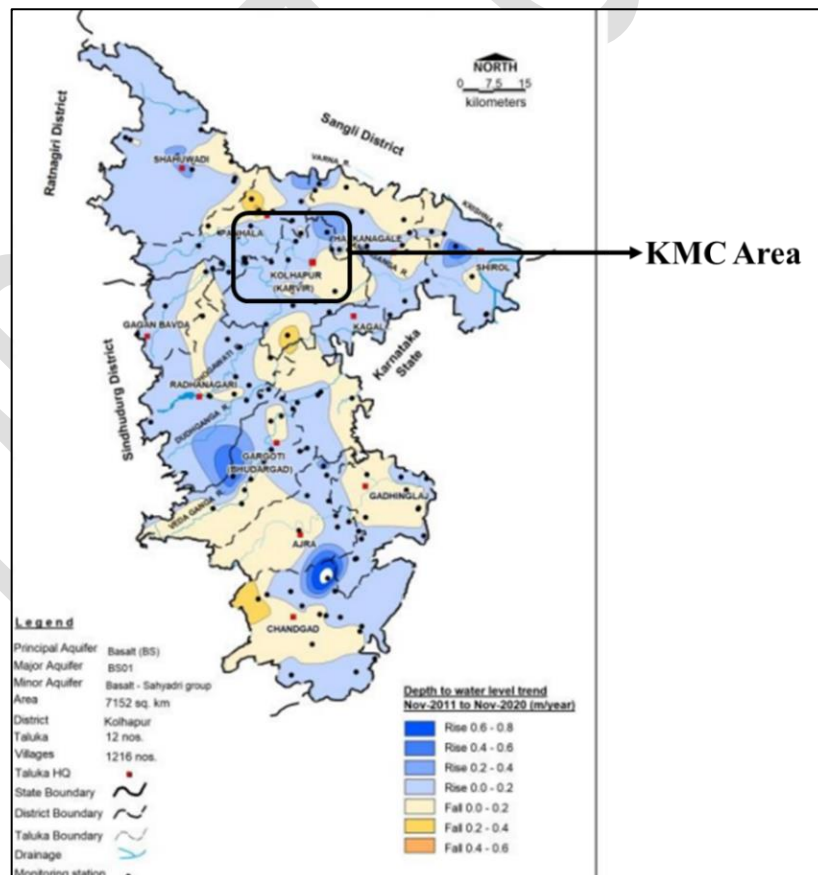 NORTH
0 7.5 15
kilometers
Ratnagiri District
Sangli District
SHAHUWADI
VARNA R.
KRISHNA R.
PANHALA
HATKANAGALE
KMC Area
SHIROL
KOLHAPUR
(KARVIR)
GAGAN BAVDA
KAGAL
Karnataka
State
Sindhudurg District
BHOGAWATI R.
RADHANAGARI
DUDHGANGA R.
GARGOTI
(BHUDARGAD)
GADHINGLAJ
VEDA GANGA R.
AJRA
CHANDGAD
Legend
Principal Aquifer Basalt (BS)
Major Aquifer BS01
Minor Aquifer Basalt - Sahyadri group
Area 7152 sq. km
District Kolhapur
Taluka 12 nos.
Villages 1216 nos.
Taluka HQ
State Boundary
District Boundary
Taluka Boundary
Drainage
Monitoring station
Depth to water level trend
Nov-2011 to Nov-2020 (m/year)
Rise 0.6 - 0.8
Rise 0.4 - 0.6
Rise 0.2 - 0.4
Rise 0.0 - 0.2
Fall 0.0 - 0.2
Fall 0.2 - 0.4
Fall 0.4 - 0.6